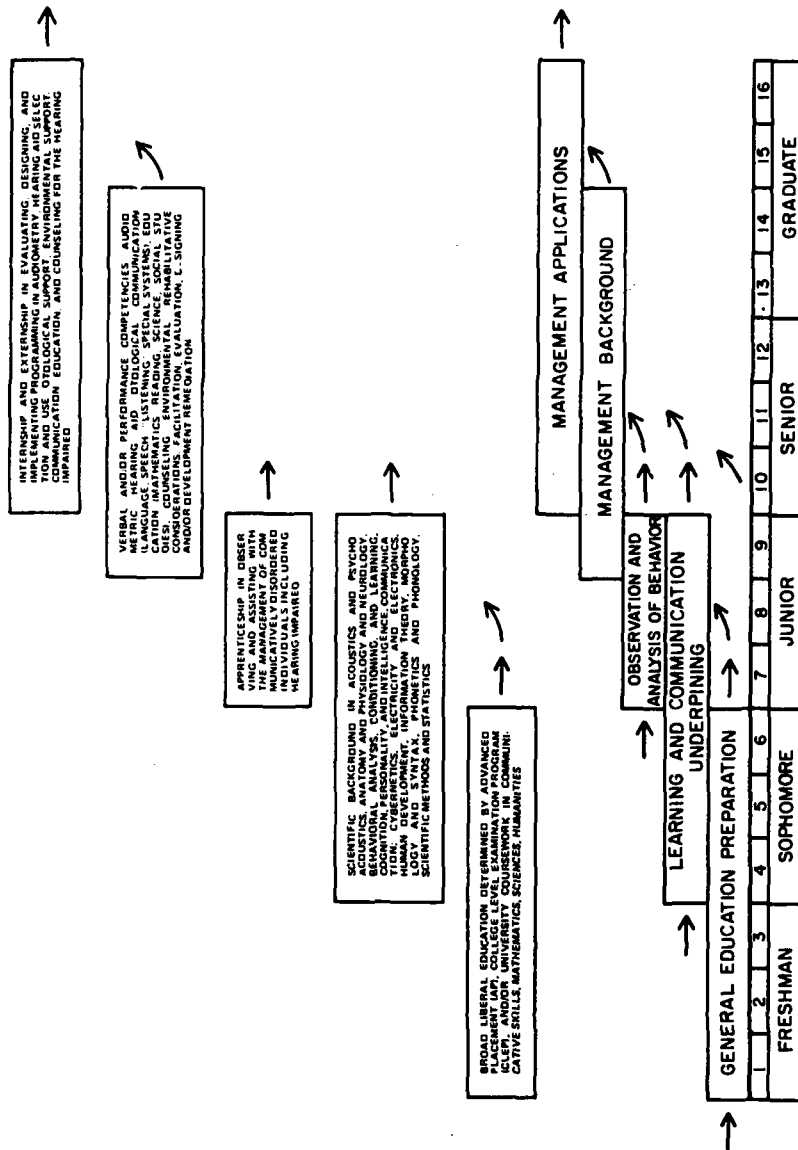 INTERNSHIP AND EXTERNSHIP IN EVALUATING, DESIGNING, AND
IMPLEMENTING PROGRAMMING IN AUDIOMETRY, HEARING AID SELEC
TION AND USE OTOLOGICAL SUPPORT, ENVIRONMENTAL SUPPORT,
COMMUNICATION EDUCATION, AND COUNSELING FOR THE HEARING
IMPAIRED
VERBAL AND/OR PERFORMANCE COMPETENCIES AUDIO
METRIC HEARING AID OTOLOGICAL COMMUNICATION
(LANGUAGE, SPEECH LISTENING SPECIAL SYSTEMS), EDU
CATION (MATHEMATICS READING, SCIENCE, SOCIAL STU
DIES), COUNSELING, ENVIRONMENTAL REHABILITATIVE
CONSIDERATIONS, FACILITATION, EVALUATION, L-SIGNING
AND/OR DEVELOPMENT REMEDIATION
APPRENTICESHIP IN OBSER
VING AND ASSISTING WITH
THE MANAGEMENT OF COM
MUNICATIVELY DISORDERED
INDIVIDUALS INCLUDING
HEARING IMPAIRED
SCIENTIFIC BACKGROUND IN ACOUSTICS AND PSYCHO
ACOUSTICS, ANATOMY AND PHYSIOLOGY AND NEUROLOGY,
BEHAVIORAL ANALYSIS, CONDITIONING, AND LEARNING,
COGNITION, PERSONALITY, AND INTELLIGENCE, COMMUNICA
TION; CYBERNETICS, ELECTRICITY AND ELECTRONICS,
HUMAN DEVELOPMENT, INFORMATION THEORY, MORPHO
LOGY AND SYNTAX, PHONETICS AND PHONOLOGY,
SCIENTIFIC METHODS AND STATISTICS
BROAD LIBERAL EDUCATION DETERMINED BY ADVANCED
PLACEMENT (AP), COLLEGE LEVEL EXAMINATION PROGRAM
(CLEP), AND/OR UNIVERSITY COURSEWORK IN COMMUNI-
CATIVE SKILLS, MATHEMATICS, SCIENCES, HUMANITIES
MANAGEMENT APPLICATIONS
MANAGEMENT BACKGROUND
OBSERVATION AND
ANALYSIS OF BEHAVIOR
LEARNING AND COMMUNICATION
UNDERPINING
GENERAL EDUCATION PREPARATION
1 2 3 4 5 6 7 8 9 10 11 12 13 14 15 16
FRESHMAN SOPHOMORE JUNIOR SENIOR GRADUATE